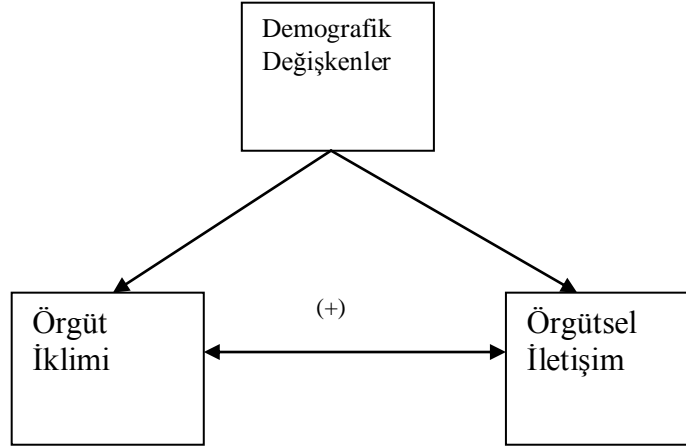 Demografik
Değişkenler
(+)
Örgüt
İklimi
Örgütsel
İletişim